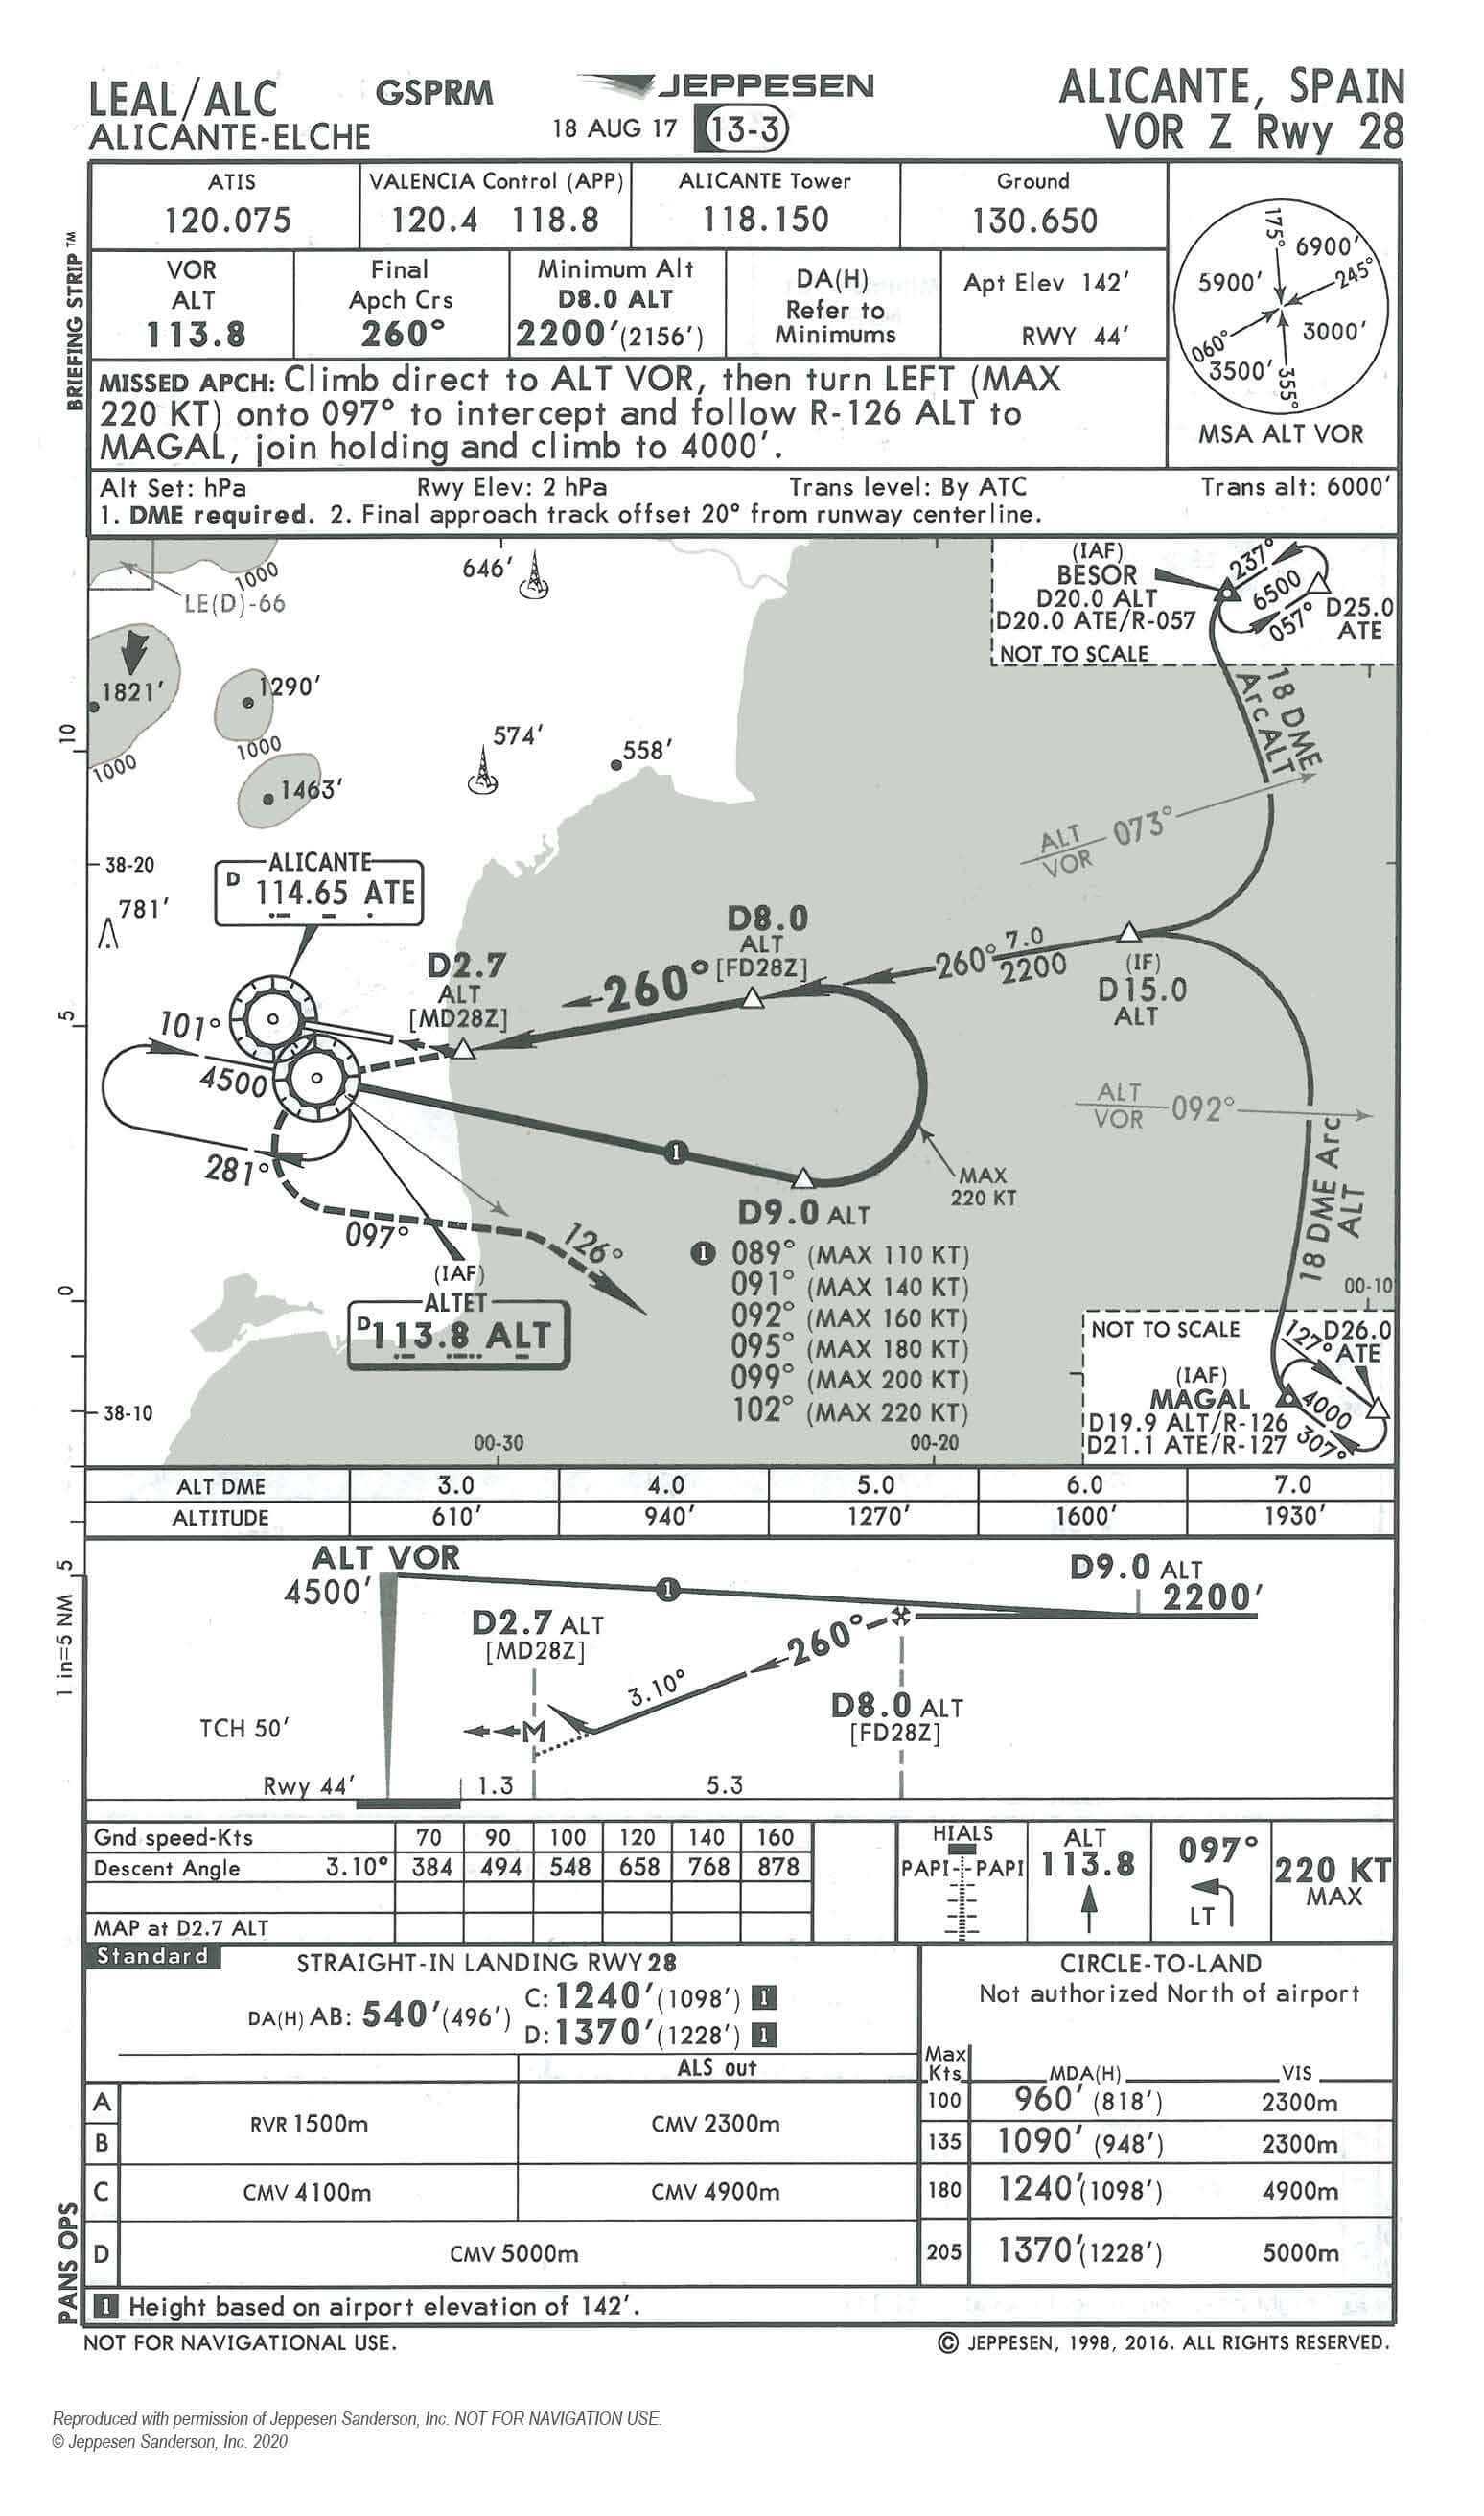 LEAL/ALC GSPRM JEPPESEN ALICANTE, SPAIN
ALICANTE-ELCHE 18 AUG 17 13-3 VOR Z Rwy 28
BRIEFING STRIP™
ATIS
120.075
VALENCIA Control (APP)
120.4 118.8
ALICANTE Tower
118.150
Ground
130.650
VOR
ALT
113.8
Final
Apch Crs
260°
Minimum Alt
D8.0 ALT
2200'(2156')
DA(H)
Refer to
Minimums
Apt Elev 142'
RWY 44'
175°
6900'
245°
5900'
3000'
060°
3500'
355°
MSA ALT VOR
MISSED APCH: Climb direct to ALT VOR, then turn LEFT (MAX
220 KT) onto 097° to intercept and follow R-126 ALT to
MAGAL, join holding and climb to 4000'.
Alt Set: hPa Rwy Elev: 2 hPa Trans level: By ATC Trans alt: 6000'
1. DME required. 2. Final approach track offset 20° from runway centerline.
1000
LE(D)-66
646'
(IAF)
BESOR
D20.0 ALT
D20.0 ATE/R-057
NOT TO SCALE
237°
6500
057°
D25.0
ATE
1821'
1000
1290'
1000
1463'
574'
558'
18 DME
Arc ALT
ALT
VOR
073°
10
38-20
781'
ALICANTE
D 114.65 ATE
D8.0
ALT
[FD28Z]
D2.7
ALT
[MD28Z]
260°
260°
7.0
2200
(IF)
D15.0
ALT
5
101°
4500
281°
ALT
VOR
092°
1
MAX
220 KT
D9.0 ALT
097°
126°
(IAF)
ALTET
D 113.8 ALT
1 089° (MAX 110 KT)
091° (MAX 140 KT)
092° (MAX 160 KT)
095° (MAX 180 KT)
099° (MAX 200 KT)
102° (MAX 220 KT)
18 DME Arc
ALT
00-10
0
NOT TO SCALE
127°
D26.0
ATE
(IAF)
MAGAL
D19.9 ALT/R-126
D21.1 ATE/R-127
4000
307°
38-10
00-30
00-20
ALT DME 3.0 4.0 5.0 6.0 7.0
ALTITUDE 610' 940' 1270' 1600' 1930'
1 in=5 NM
5
ALT VOR
4500'
1
D9.0 ALT
2200'
D2.7 ALT
[MD28Z]
260°
3.10°
D8.0 ALT
[FD28Z]
TCH 50'
M
Rwy 44'
1.3
5.3
Gnd speed-Kts 70 90 100 120 140 160
Descent Angle 3.10° 384 494 548 658 768 878
MAP at D2.7 ALT
HIALS
PAPI PAPI
ALT
113.8
097°
LT
220 KT
MAX
Standard
STRAIGHT-IN LANDING RWY 28
DA(H) AB: 540'(496')
C: 1240'(1098') 1
D: 1370'(1228') 1
ALS out
A
B
RVR 1500m CMV 2300m
C CMV 4100m CMV 4900m
D CMV 5000m
CIRCLE-TO-LAND
Not authorized North of airport
Max
Kts MDA(H) VIS
100 960' (818') 2300m
135 1090' (948') 2300m
180 1240'(1098') 4900m
205 1370'(1228') 5000m
PANS OPS
1 Height based on airport elevation of 142'.
NOT FOR NAVIGATIONAL USE. © JEPPESEN, 1998, 2016. ALL RIGHTS RESERVED.
Reproduced with permission of Jeppesen Sanderson, Inc. NOT FOR NAVIGATION USE.
© Jeppesen Sanderson, Inc. 2020